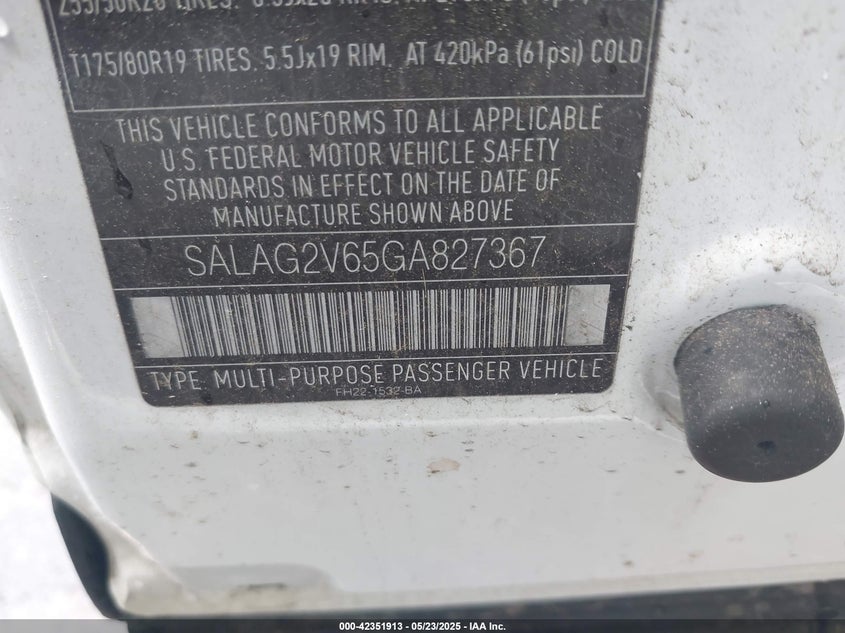 T175/80R19 TIRES. 5.5Jx19 RIM. AT 420kPa (61psi) COLD
THIS VEHICLE CONFORMS TO ALL APPLICABLE
U.S. FEDERAL MOTOR VEHICLE SAFETY
STANDARDS IN EFFECT ON THE DATE OF
MANUFACTURE SHOWN ABOVE
SALAG2V65GA827367
TYPE: MULTI-PURPOSE PASSENGER VEHICLE
FH22-1532-BA
000-42351913 - 05/23/2025 - IAA Inc.